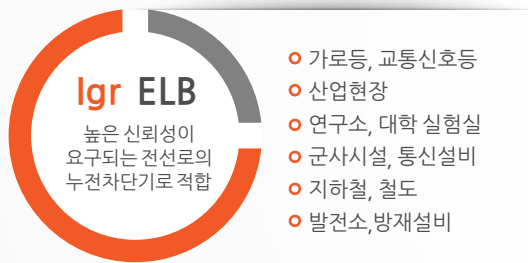 Igr ELB
높은 신뢰성이
요구되는 전선로의
누전차단기로 적합
가로등, 교통신호등
산업현장
연구소, 대학 실험실
군사시설, 통신설비
지하철, 철도
발전소,방재설비